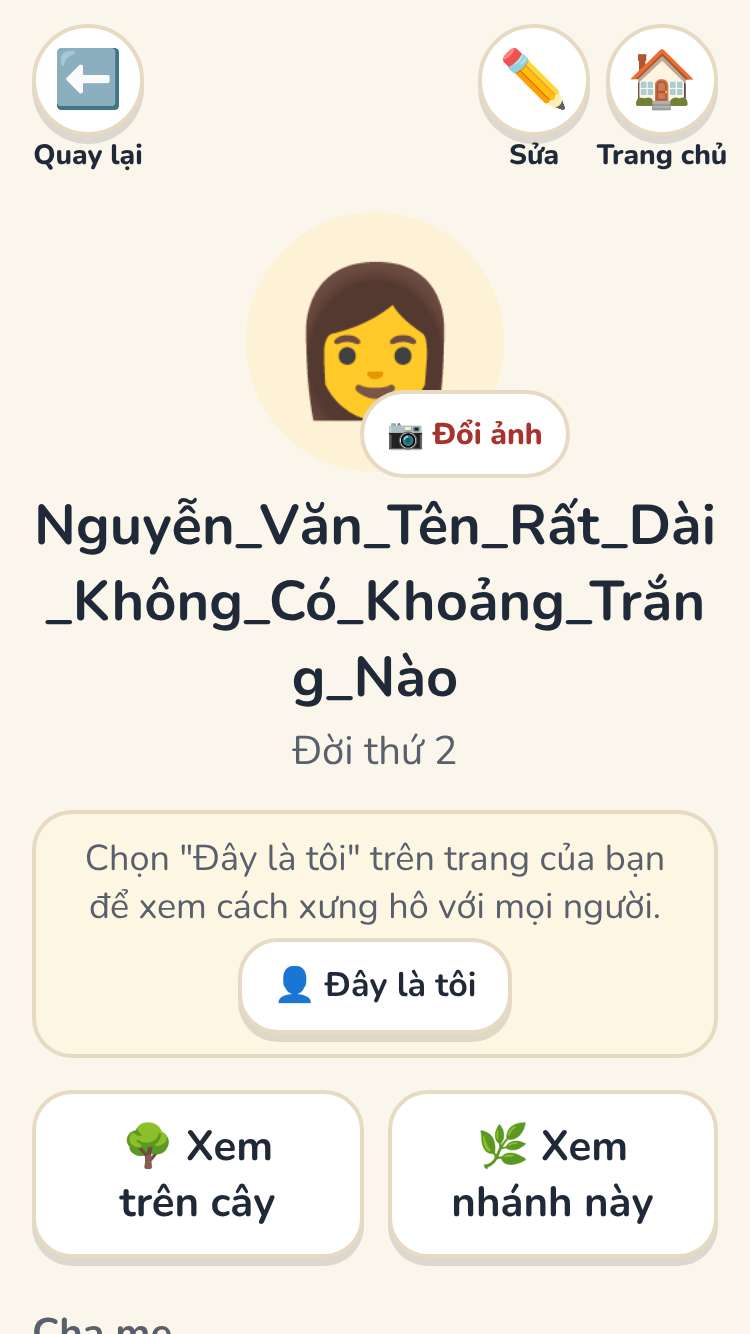 Quay lại
Sửa
Trang chủ
Đổi ảnh
Nguyễn_Văn_Tên_Rất_Dài
_Không_Có_Khoảng_Trắn
g_Nào
Đời thứ 2
Chọn "Đây là tôi" trên trang của bạn
để xem cách xưng hô với mọi người.
Đây là tôi
Xem
trên cây
Xem
nhánh này